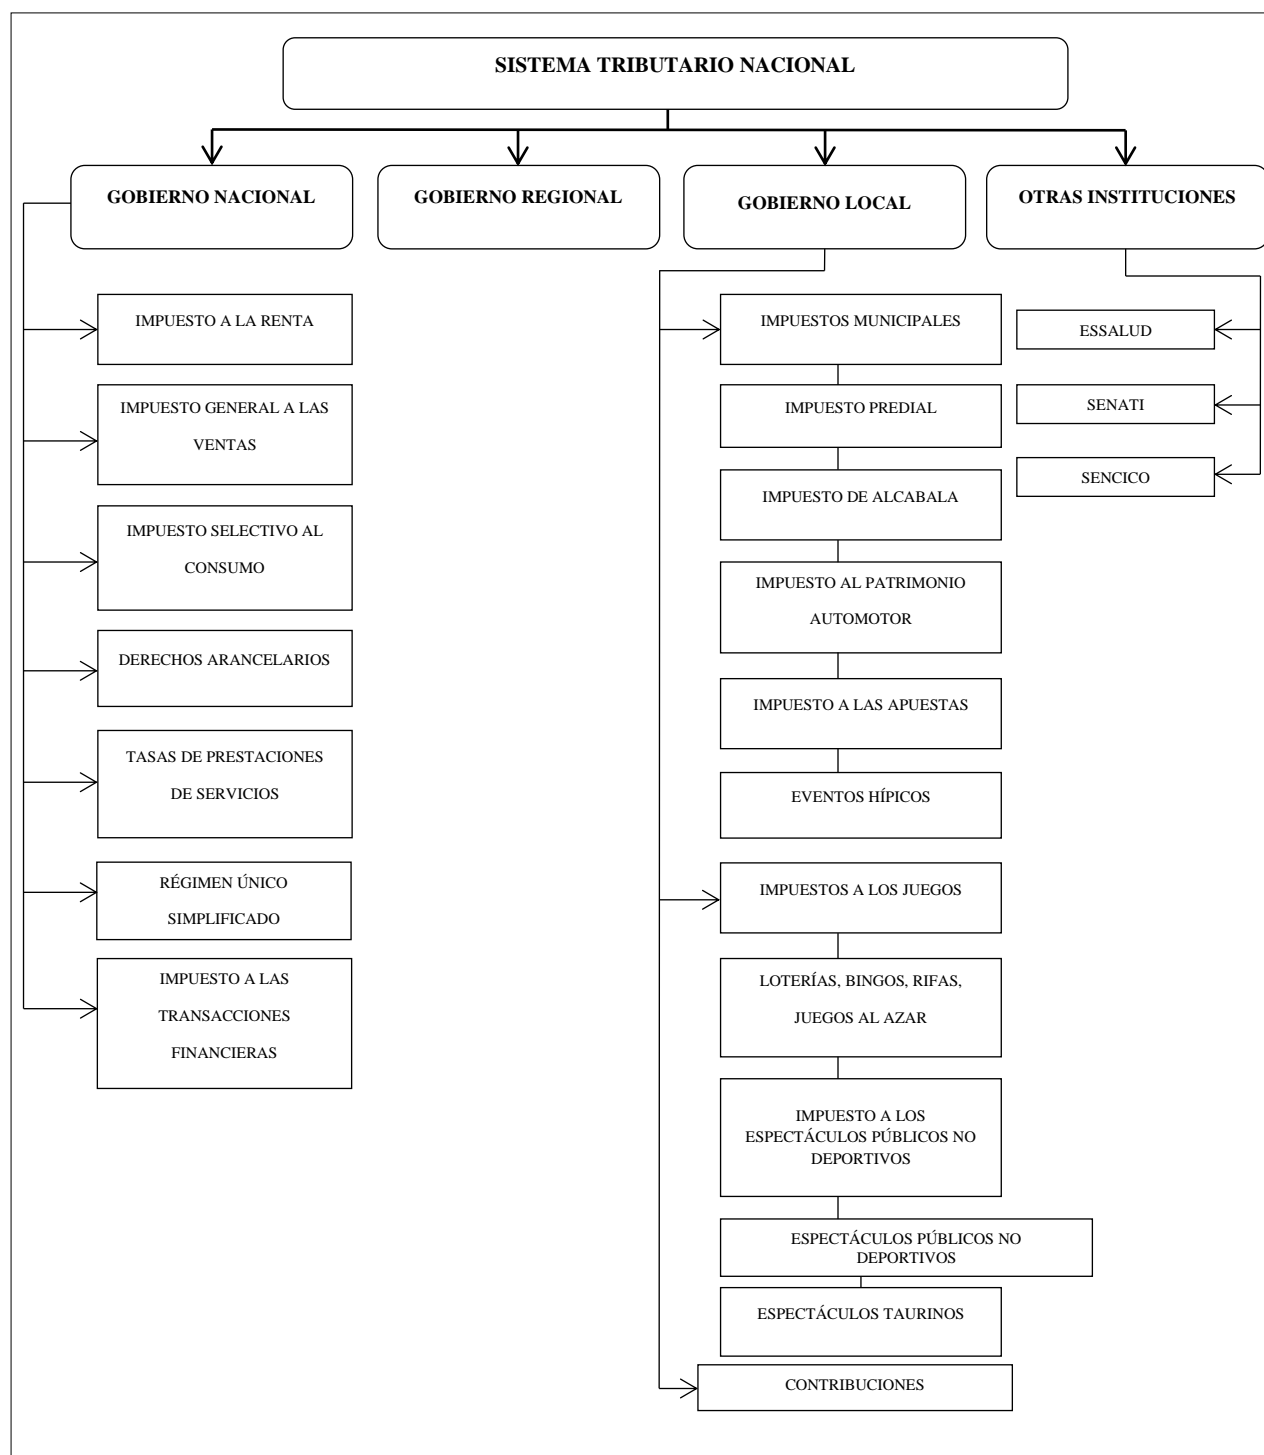 SISTEMA TRIBUTARIO NACIONAL
GOBIERNO NACIONAL
GOBIERNO REGIONAL
GOBIERNO LOCAL
OTRAS INSTITUCIONES
IMPUESTO A LA RENTA
IMPUESTO GENERAL A LAS
VENTAS
IMPUESTO SELECTIVO AL
CONSUMO
DERECHOS ARANCELARIOS
TASAS DE PRESTACIONES
DE SERVICIOS
RÉGIMEN ÚNICO
SIMPLIFICADO
IMPUESTO A LAS
TRANSACCIONES
FINANCIERAS
IMPUESTOS MUNICIPALES
IMPUESTO PREDIAL
IMPUESTO DE ALCABALA
IMPUESTO AL PATRIMONIO
AUTOMOTOR
IMPUESTO A LAS APUESTAS
EVENTOS HÍPICOS
IMPUESTOS A LOS JUEGOS
LOTERÍAS, BINGOS, RIFAS,
JUEGOS AL AZAR
IMPUESTO A LOS
ESPECTÁCULOS PÚBLICOS NO
DEPORTIVOS
ESPECTÁCULOS PÚBLICOS NO
DEPORTIVOS
ESPECTÁCULOS TAURINOS
CONTRIBUCIONES
ESSALUD
SENATI
SENCICO